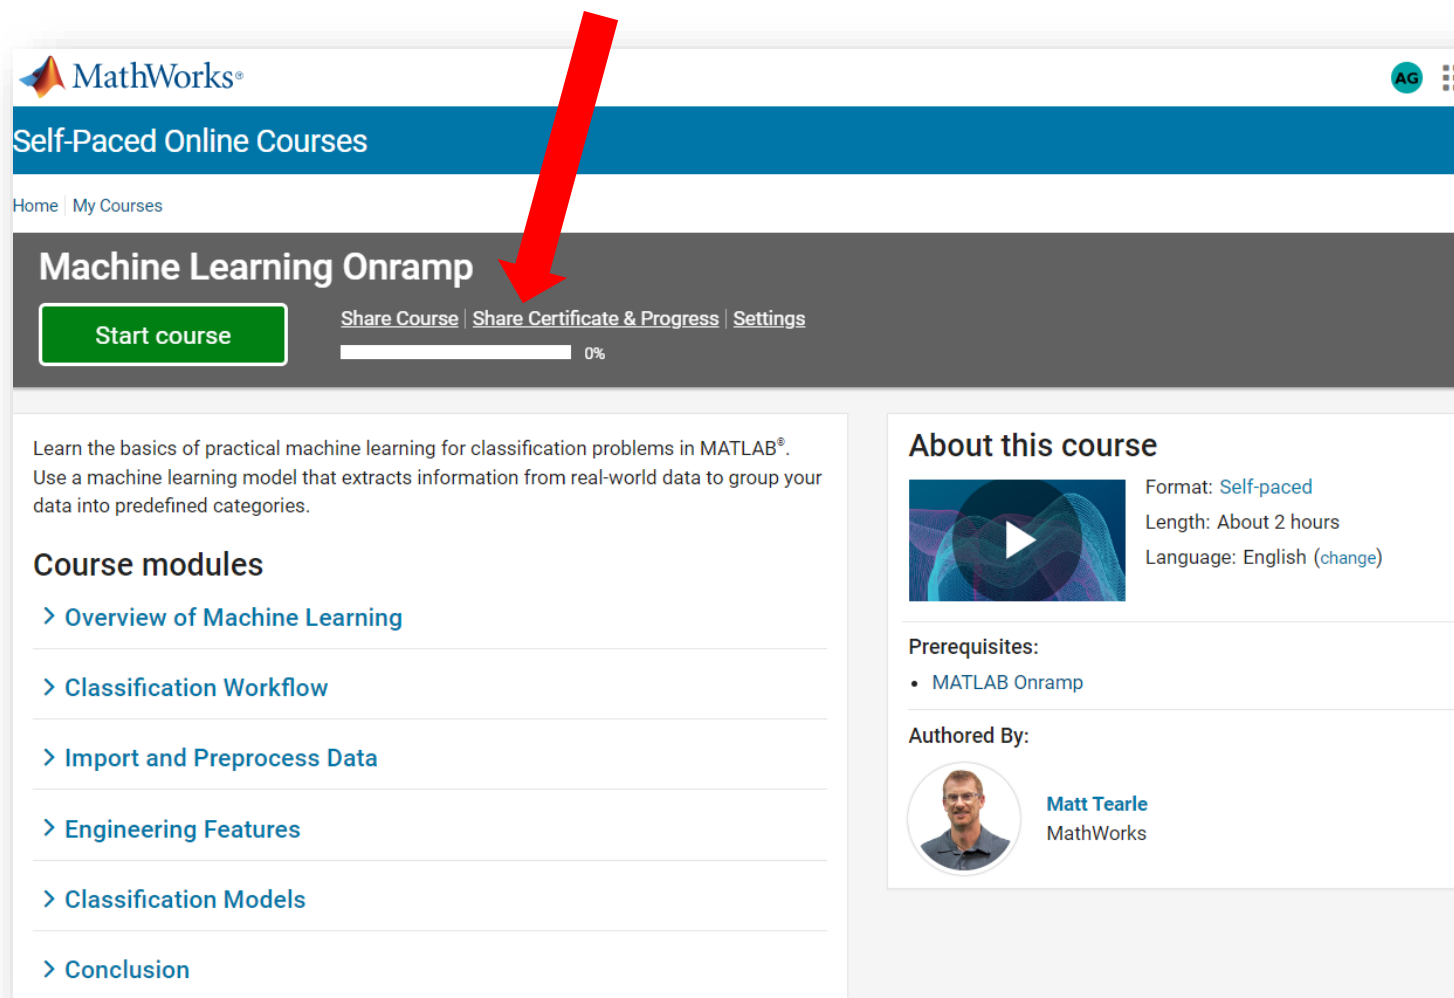 MathWorks®
AG
Self-Paced Online Courses
Home | My Courses
Machine Learning Onramp
Start course
Share Course | Share Certificate & Progress | Settings
0%
Learn the basics of practical machine learning for classification problems in MATLAB®.
Use a machine learning model that extracts information from real-world data to group your
data into predefined categories.
Course modules
Overview of Machine Learning
Classification Workflow
Import and Preprocess Data
Engineering Features
Classification Models
Conclusion
About this course
Format: Self-paced
Length: About 2 hours
Language: English (change)
Prerequisites:
• MATLAB Onramp
Authored By:
Matt Tearle
MathWorks